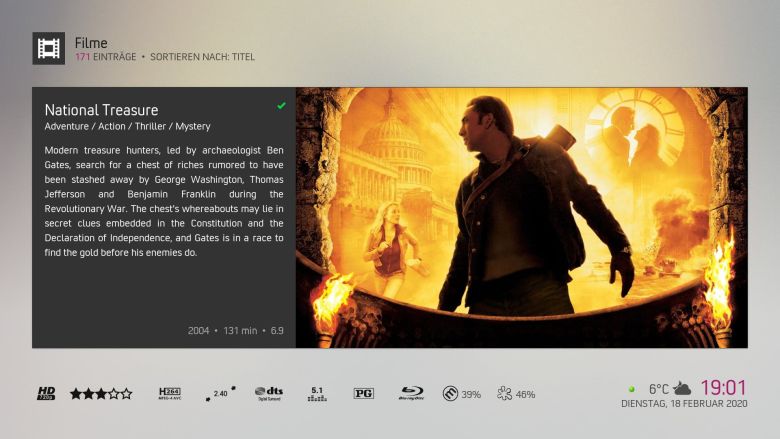 Filme
171 EINTRÄGE • SORTIEREN NACH: TITEL
National Treasure
Adventure / Action / Thriller / Mystery
Modern treasure hunters, led by archaeologist Ben
Gates, search for a chest of riches rumored to have
been stashed away by George Washington, Thomas
Jefferson and Benjamin Franklin during the
Revolutionary War. The chest's whereabouts may lie in
secret clues embedded in the Constitution and the
Declaration of Independence, and Gates is in a race to
find the gold before his enemies do.
2004 • 131 min • 6.9
HD
720p
H264
MPEG-4 AVC
2.40
dts
Digital Surround
5.1
PG
Blu-ray Disc
39%
46%
6°C
19:01
DIENSTAG, 18 FEBRUAR 2020